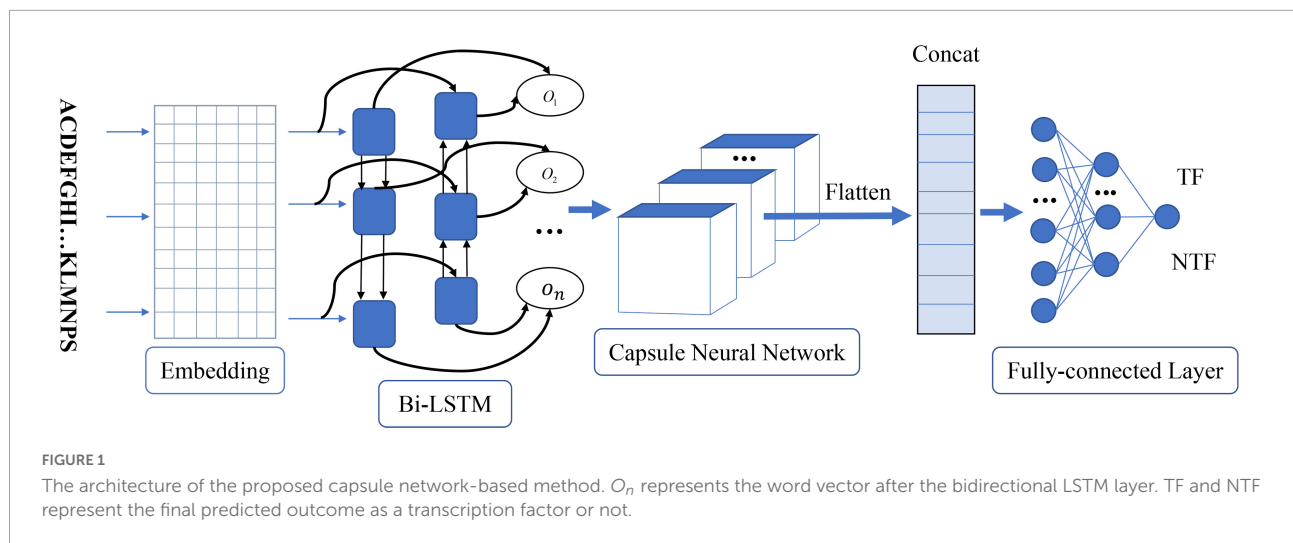 ACDEFGHI...KLMNPS
Embedding
O1
O2
...
On
Bi-LSTM
...
Capsule Neural Network
Flatten
Concat
...
...
TF
NTF
Fully-connected Layer
FIGURE 1
The architecture of the proposed capsule network-based method. On represents the word vector after the bidirectional LSTM layer. TF and NTF
represent the final predicted outcome as a transcription factor or not.